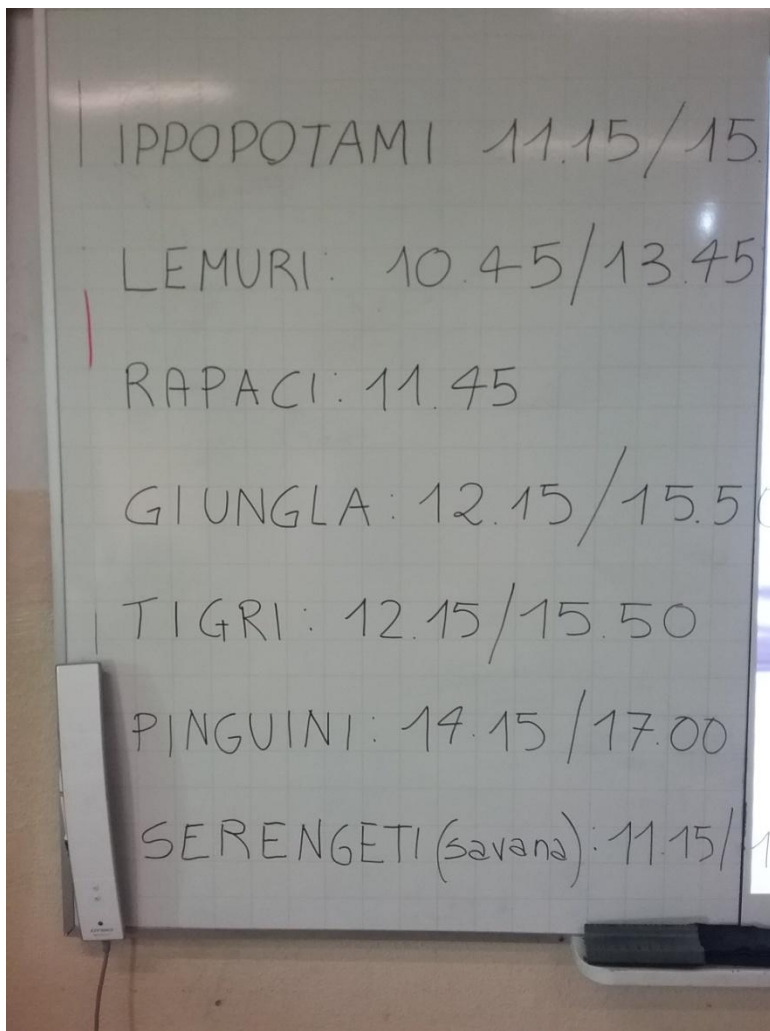 IPPOPOTAMI 11.15/15.
LEMURI: 10.45/13.45
RAPACI: 11.45
GIUNGLA: 12.15/15.5
TIGRI: 12.15/15.50
PINGUINI: 14.15/17.00
SERENGETI (savana): 11.15/